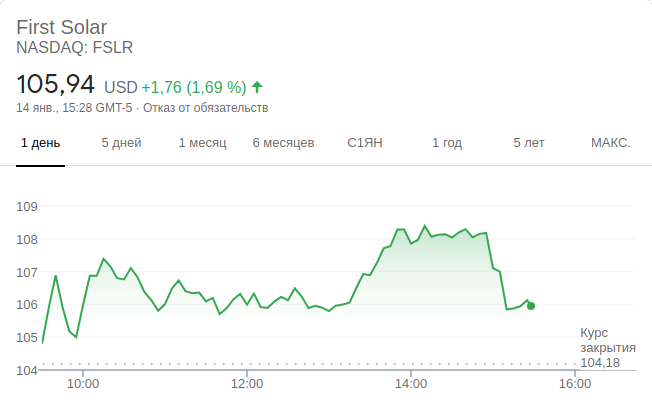 First Solar
NASDAQ: FSLR
105,94 USD +1,76 (1,69 %)
14 янв., 15:28 GMT-5 · Отказ от обязательств
1 день 5 дней 1 месяц 6 месяцев С1ЯН 1 год 5 лет МАКС.
109
108
107
106
105
104
Курс
закрытия
104,18
10:00 12:00 14:00 16:00